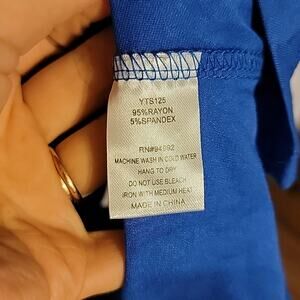 YTS125
95%RAYON
5%SPANDEX
RN#94992
MACHINE WASH IN COLD WATER
HANG TO DRY
DO NOT USE BLEACH
IRON WITH MEDIUM HEAT
MADE IN CHINA